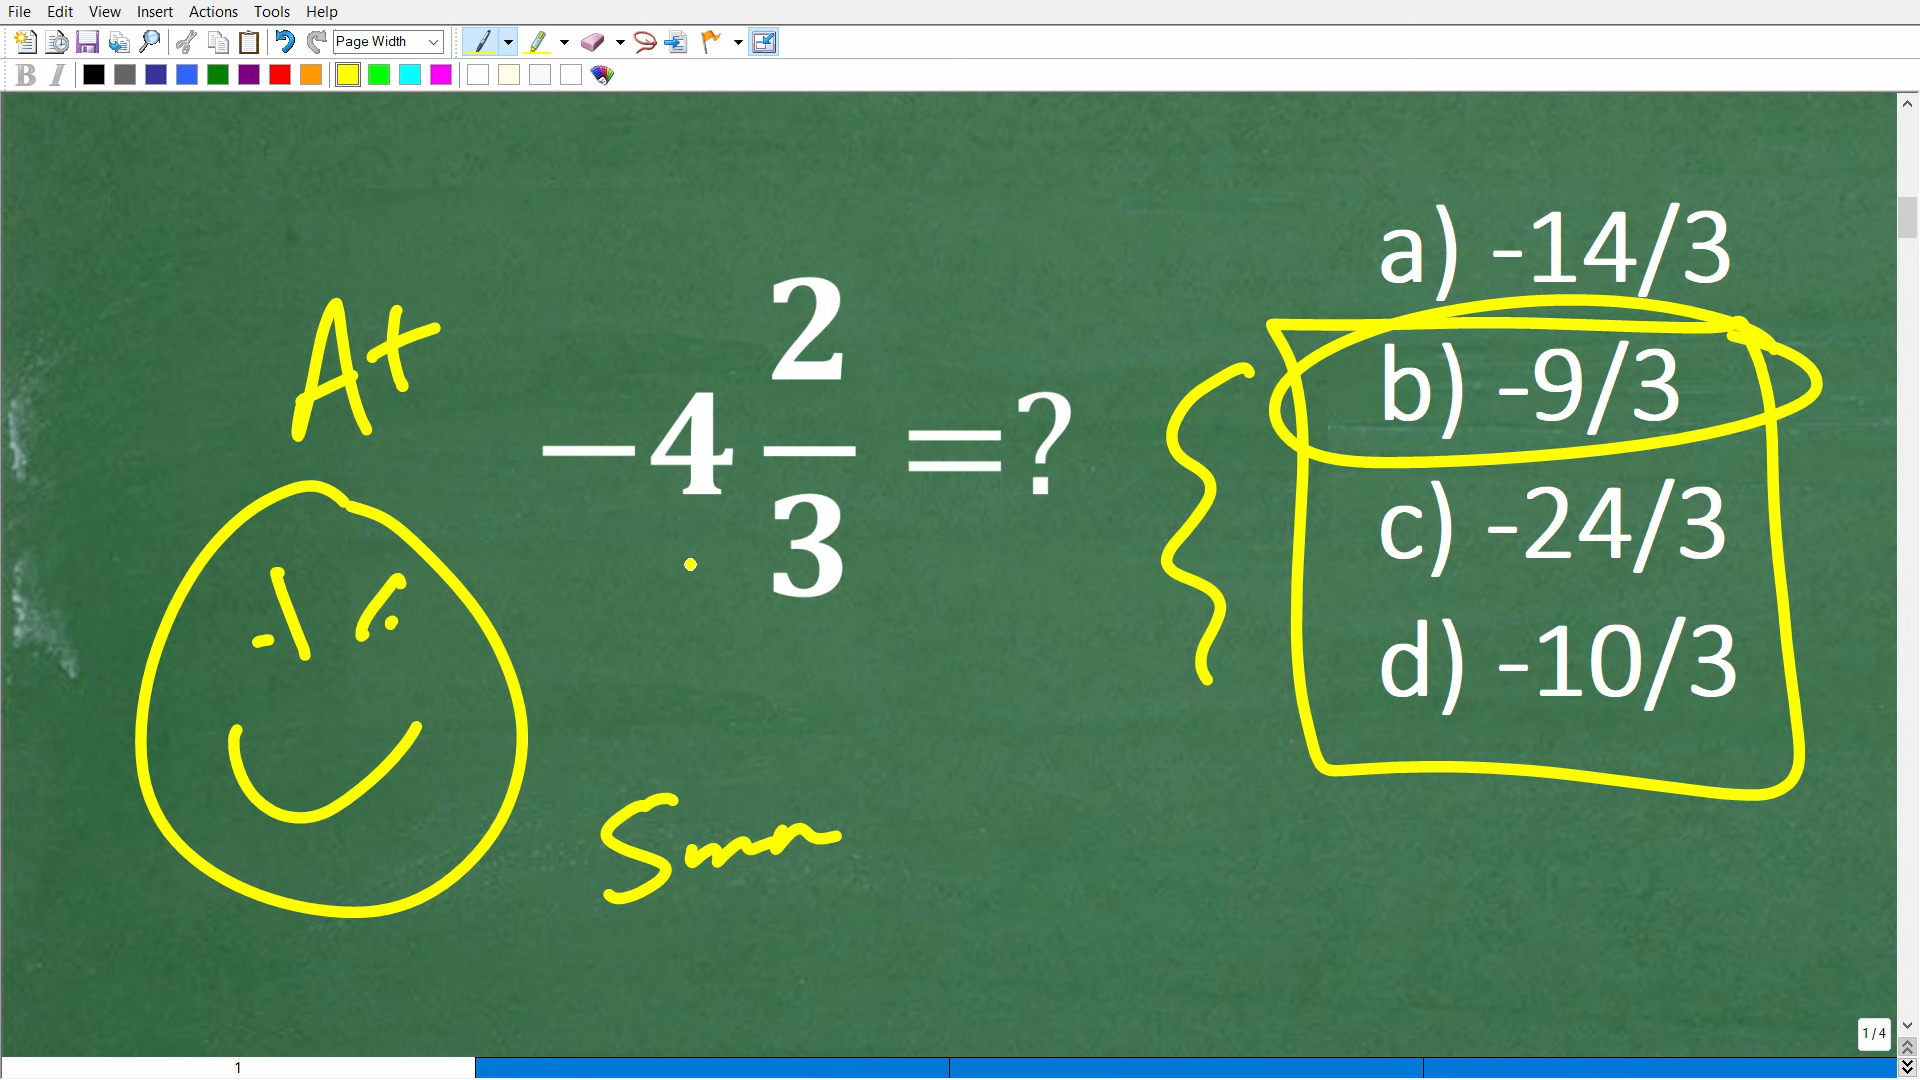 File Edit View Insert Actions Tools Help
Page Width
B I
A+
-4 2/3 =?
a) -14/3
b) -9/3
c) -24/3
d) -10/3
1 / 4
1